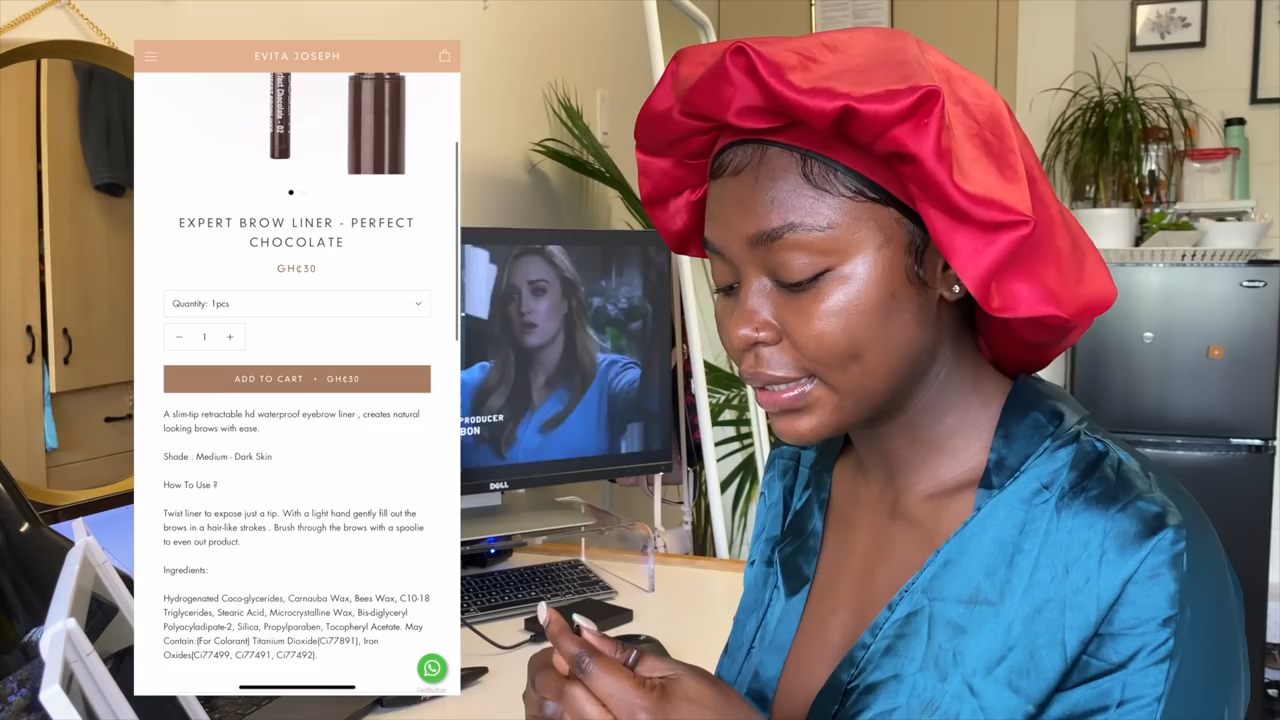 EVITA JOSEPH
Perfect Chocolate - 02
EXPERT BROW LINER - PERFECT
CHOCOLATE
GH¢30
Quantity: 1pcs
− 1 +
ADD TO CART • GH¢30
A slim-tip retractable hd waterproof eyebrow liner , creates natural
looking brows with ease.
Shade : Medium - Dark Skin
How To Use ?
Twist liner to expose just a tip. With a light hand gently fill out the
brows in a hair-like strokes . Brush through the brows with a spoolie
to even out product.
Ingredients:
Hydrogenated Coco-glycerides, Carnauba Wax, Bees Wax, C10-18
Triglycerides, Stearic Acid, Microcrystalline Wax, Bis-diglyceryl
Polyacyladipate-2, Silica, Propylparaben, Tocopheryl Acetate. May
Contain:(For Colorant) Titanium Dioxide(Ci77891), Iron
Oxides(Ci77499, Ci77491, Ci77492).
GetButton
PRODUCER
BON
DELL